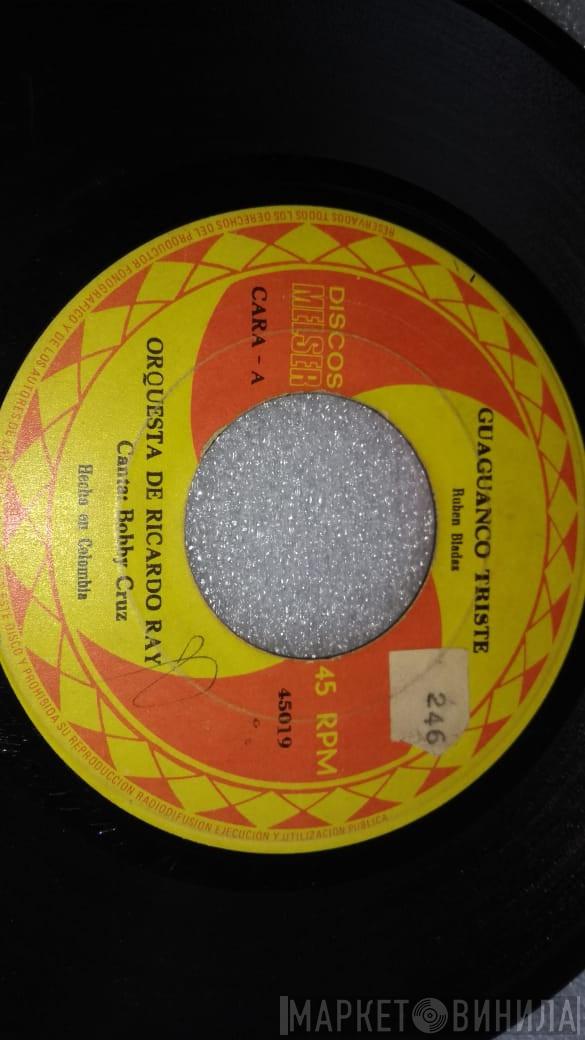 GUAGUANCO TRISTE
Ruben Bladas
246
DISCOS
MELSER
CARA - A
45 RPM
45019
ORQUESTA DE RICARDO RAY
Canta: Bobby Cruz
Hecho en Colombia
RESERVADOS TODOS LOS DERECHOS DEL PRODUCTOR FONOGRAFICO Y DE LOS AUTORES DE
ESTE DISCO Y PROHIBIDA SU REPRODUCCION RADIODIFUSION EJECUCION Y UTILIZACION PUBLICA
МАРКЕТ ВИНИЛА